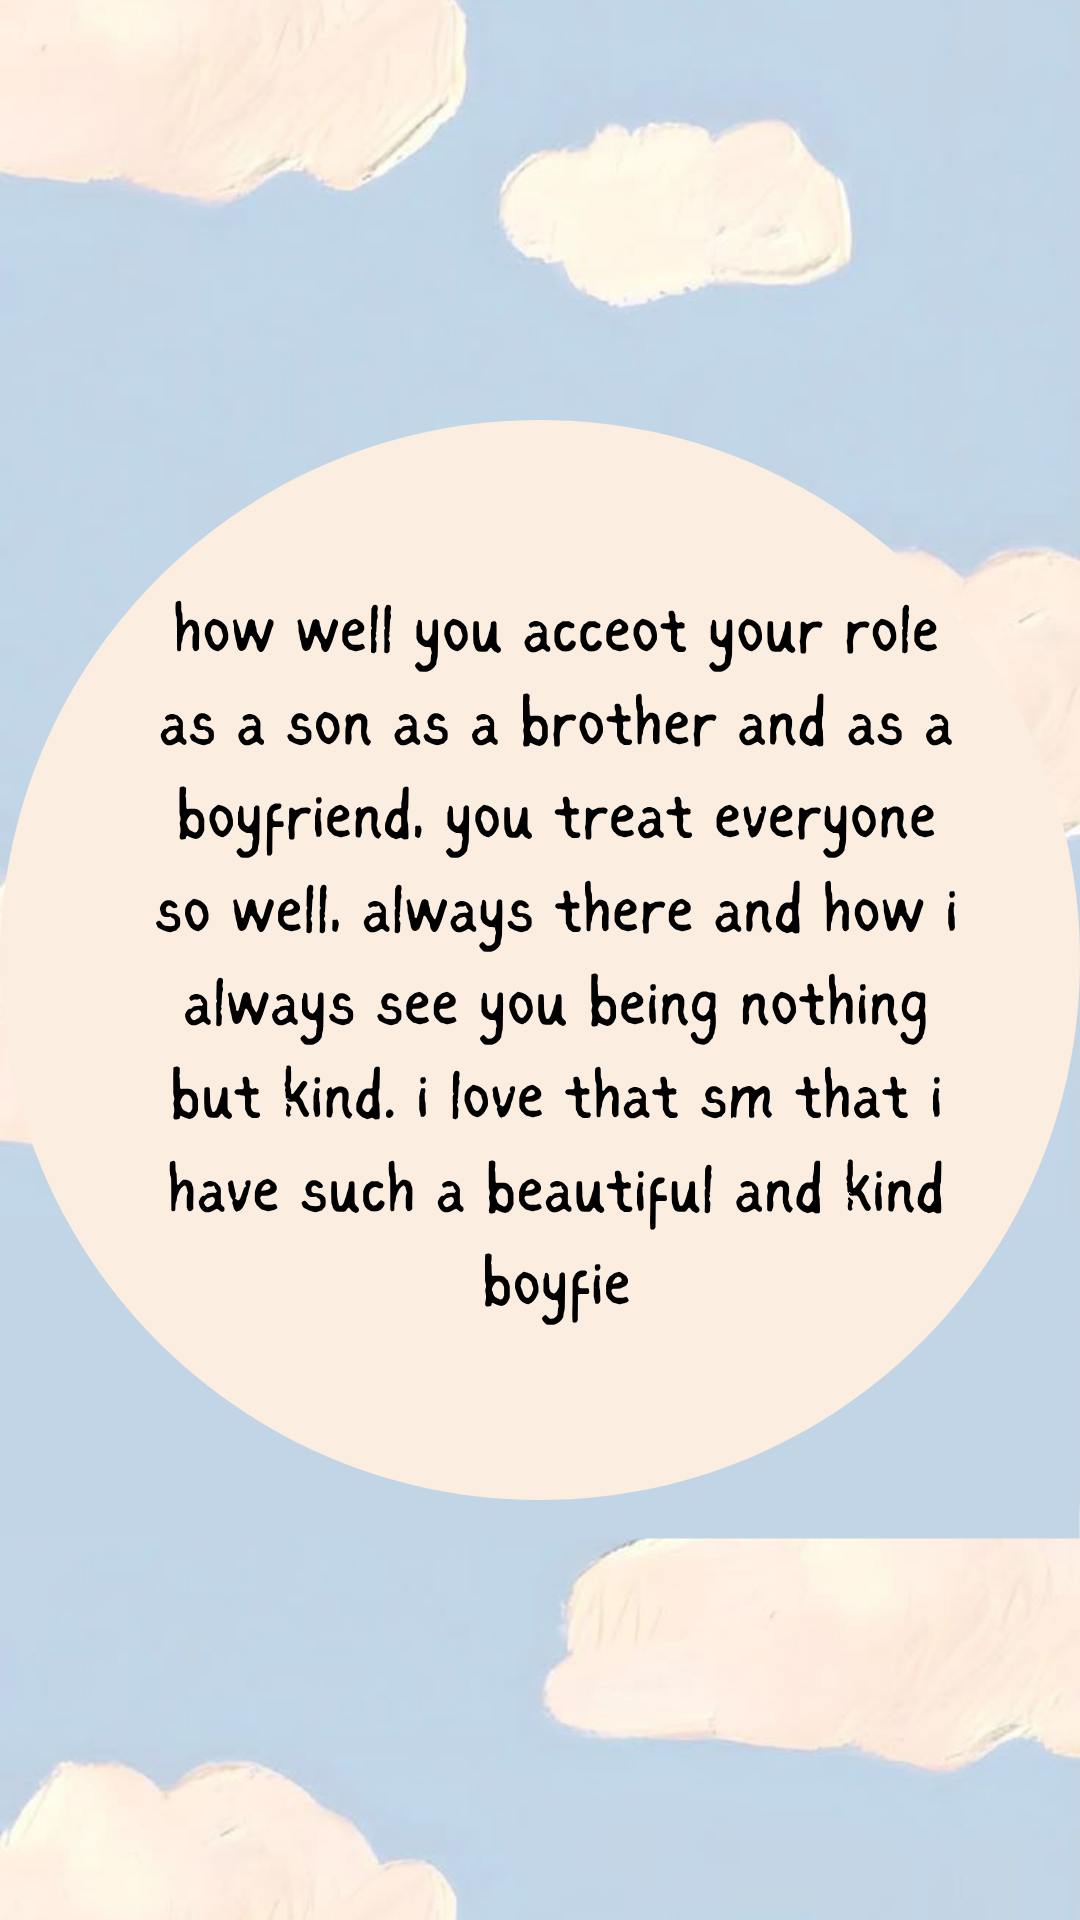 how well you acceot your role
as a son as a brother and as a
boyfriend, you treat everyone
so well, always there and how i
always see you being nothing
but kind. i love that sm that i
have such a beautiful and kind
boyfie